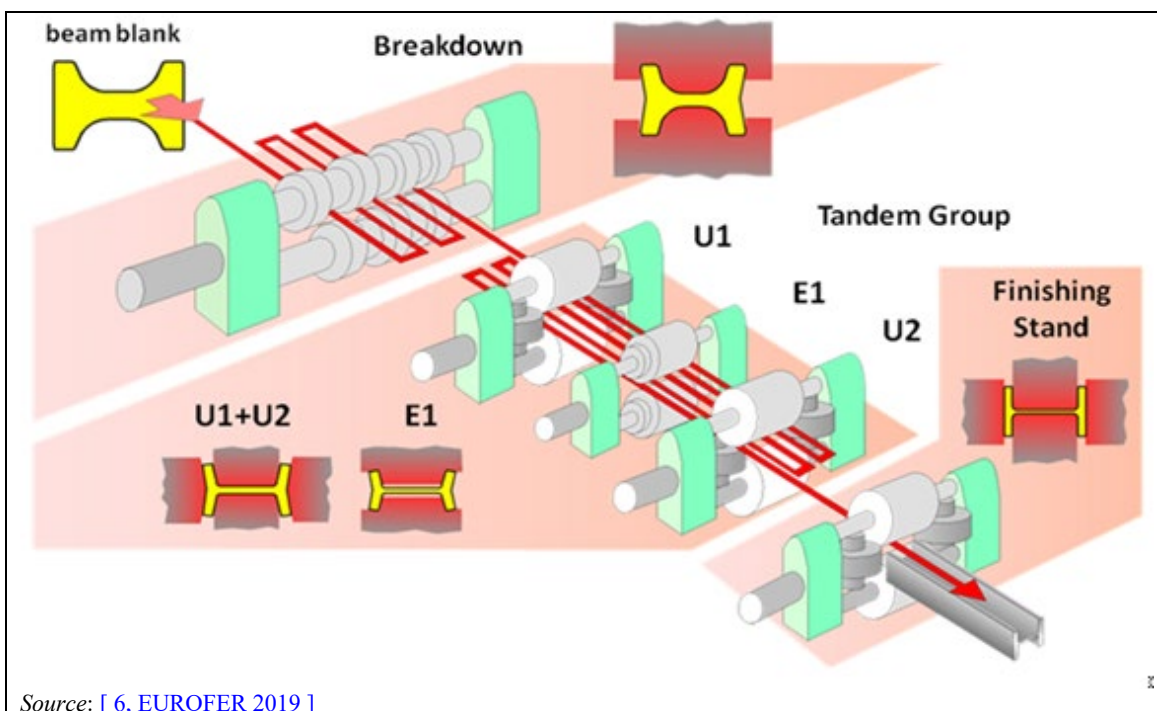 beam blank
Breakdown
Tandem Group
U1
E1
U2
Finishing
Stand
U1+U2
E1
Source: [ 6, EUROFER 2019 ]